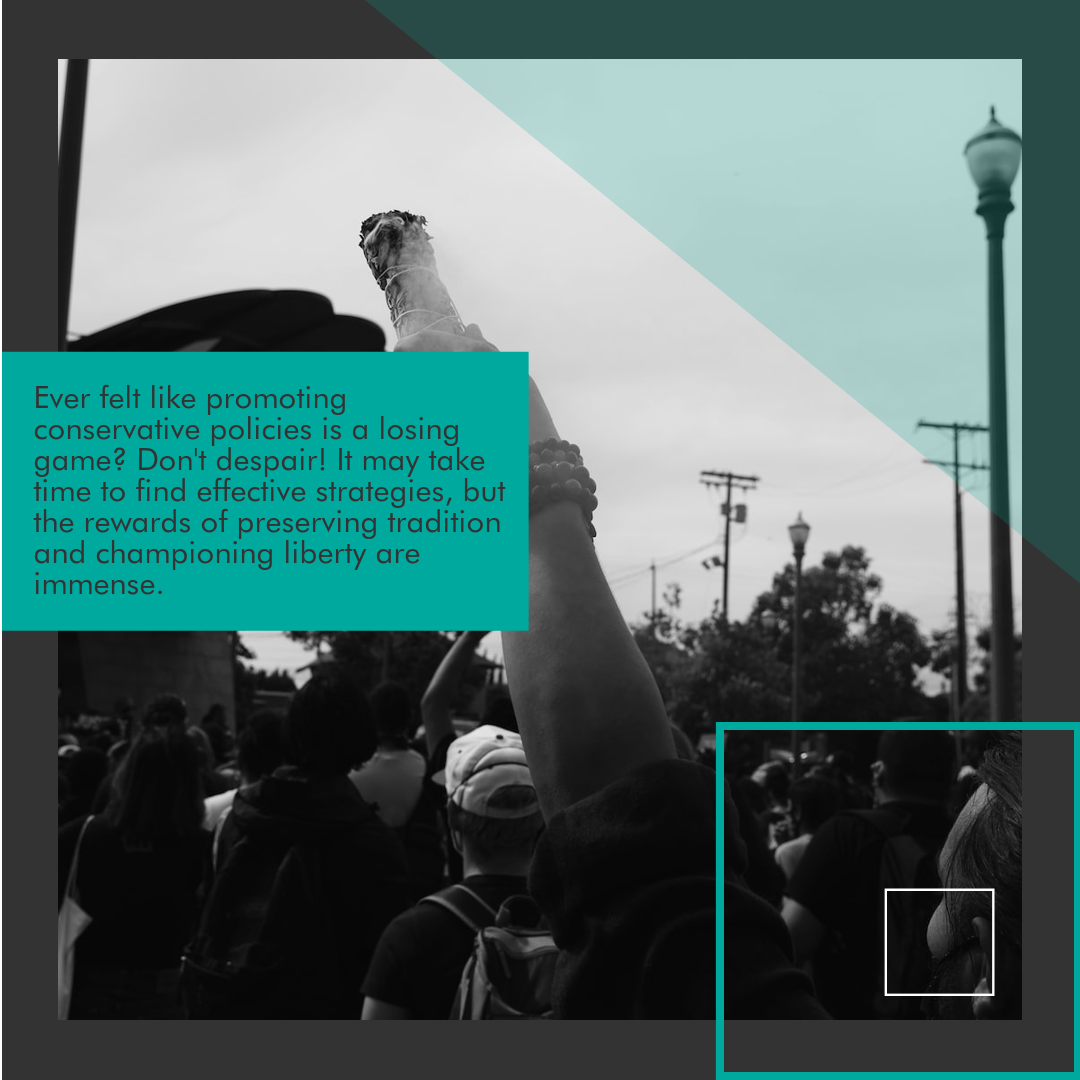 Ever felt like promoting
conservative policies is a losing
game? Don't despair! It may take
time to find effective strategies, but
the rewards of preserving tradition
and championing liberty are
immense.